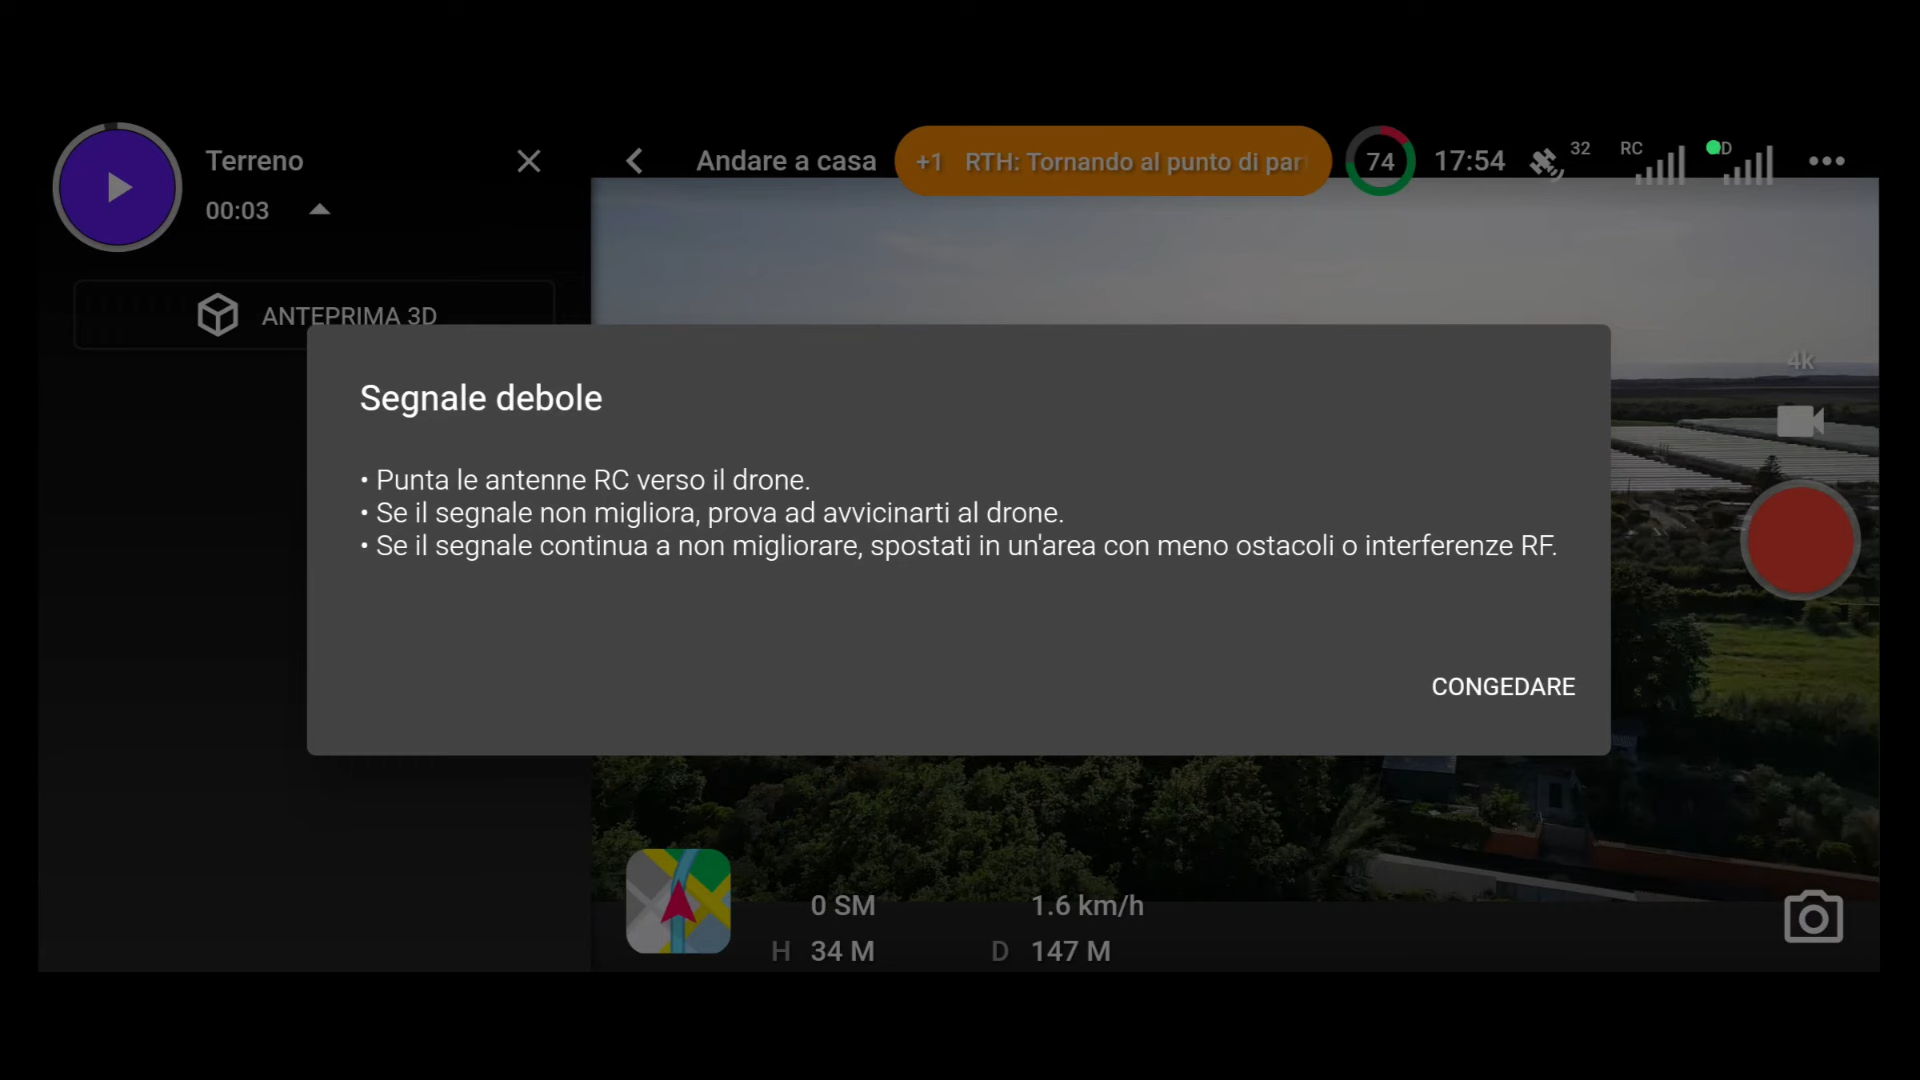 Terreno
00:03
ANTEPRIMA 3D
Andare a casa
+1 RTH: Tornando al punto di par
74
17:54
32
RC
D
4k
Segnale debole
• Punta le antenne RC verso il drone.
• Se il segnale non migliora, prova ad avvicinarti al drone.
• Se il segnale continua a non migliorare, spostati in un'area con meno ostacoli o interferenze RF.
CONGEDARE
0 SM 1.6 km/h
H 34 M D 147 M